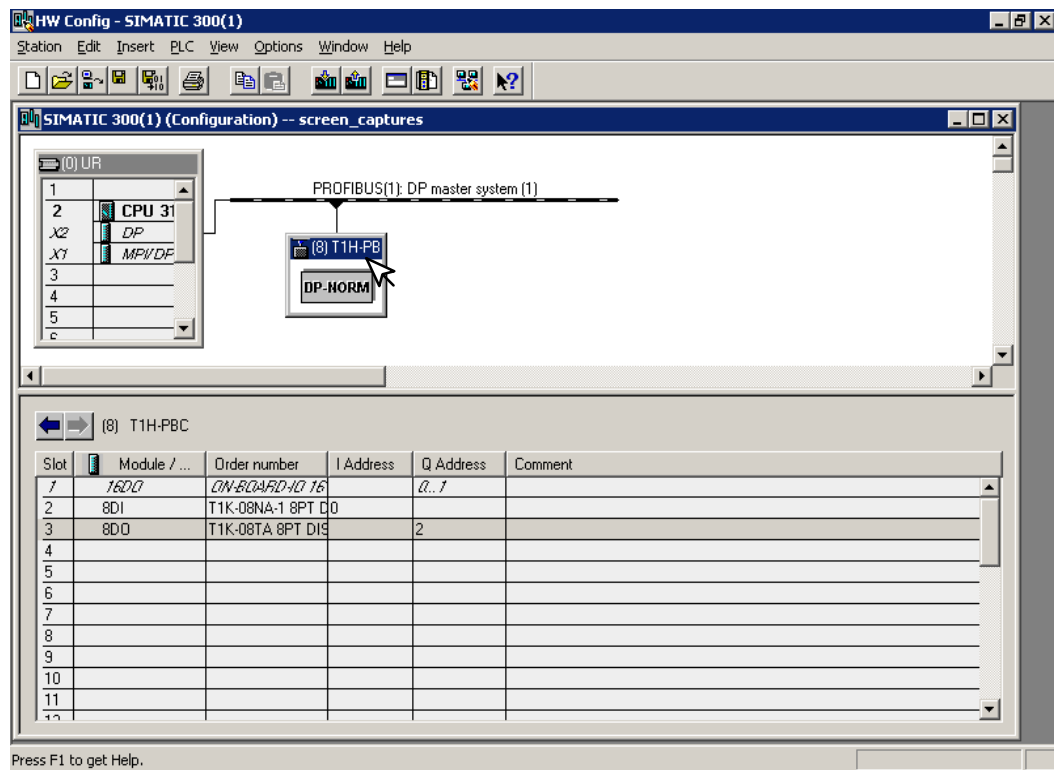 HW Config - SIMATIC 300(1)
Station Edit Insert PLC View Options Window Help
SIMATIC 300(1) (Configuration) -- screen_captures
(0) UR
1
2 CPU 31
X2 DP
X1 MPI/DP
3
4
5
PROFIBUS(1): DP master system (1)
(8) T1H-PB
DP-NORM
(8) T1H-PBC
Slot Module / ... Order number I Address Q Address Comment
1 16DO ON-BOARD-IO 16 0..1
2 8DI T1K-08NA-1 8PT D 0
3 8DO T1K-08TA 8PT DIS 2
4
5
6
7
8
9
10
11
12
Press F1 to get Help.